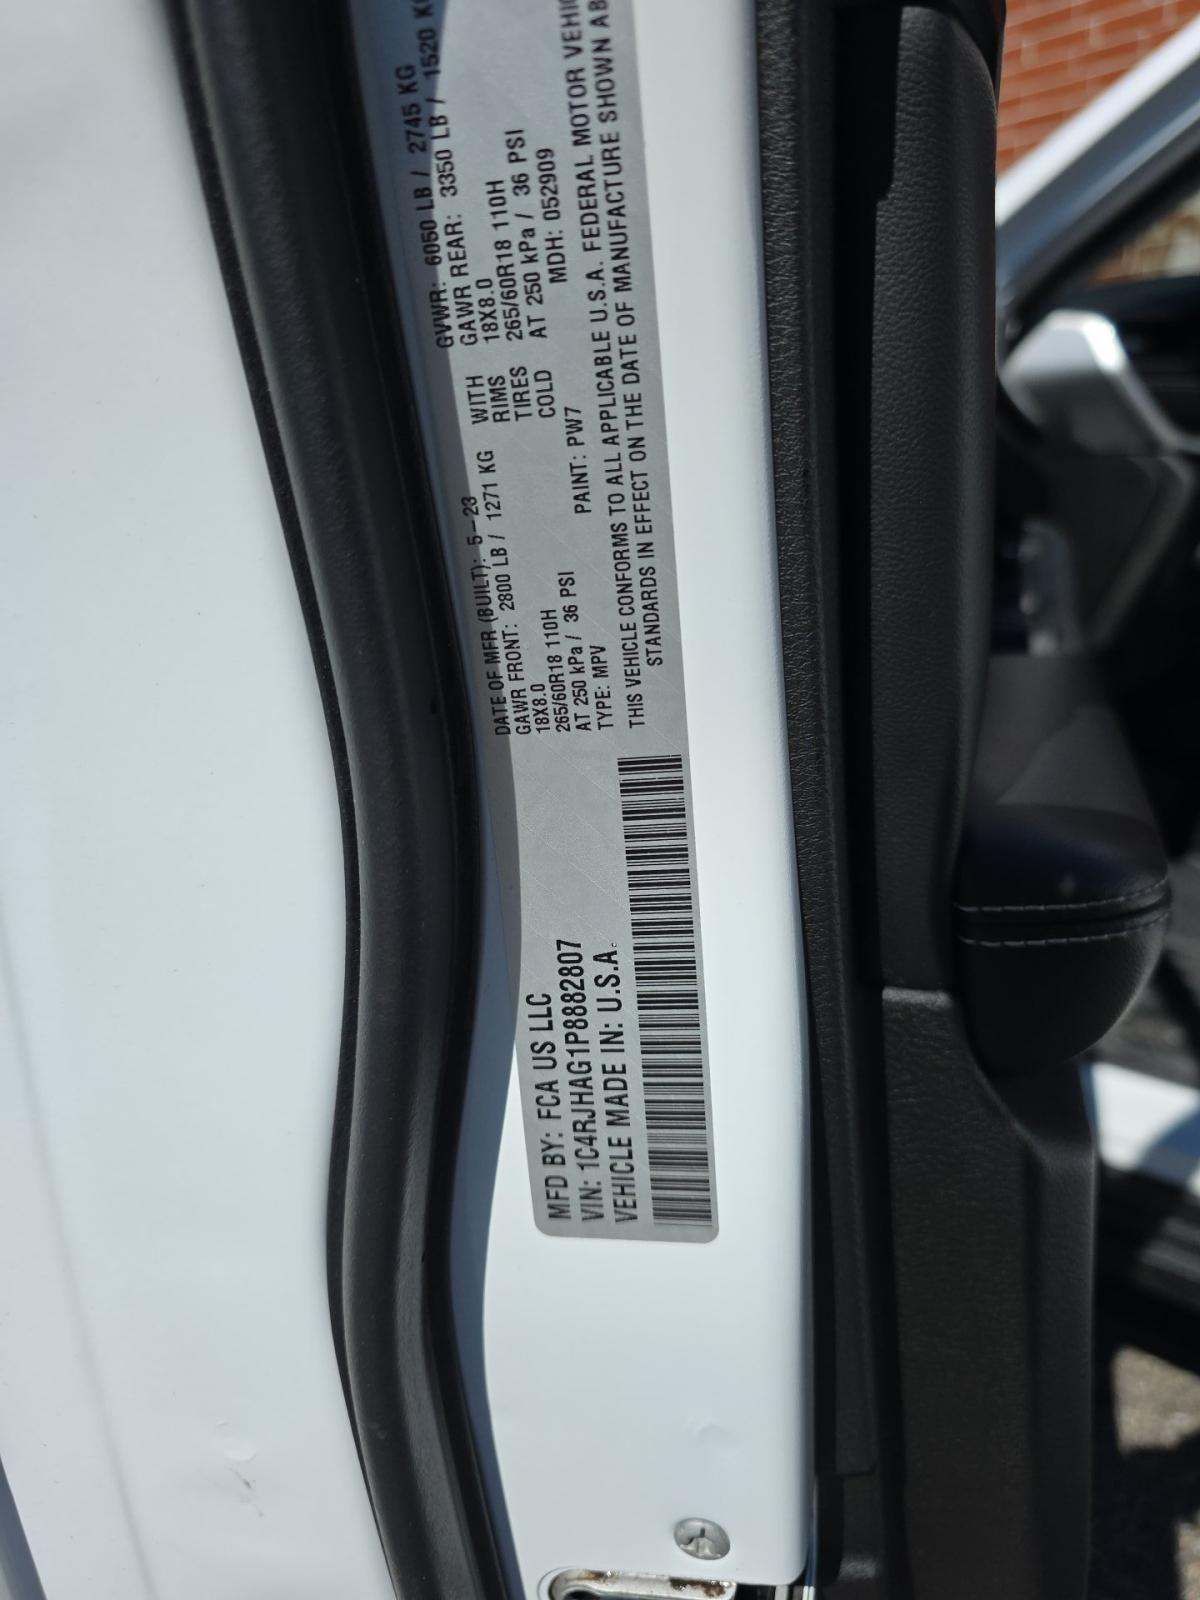 MFD BY: FCA US LLC
VIN: 1C4RJHAG1P8882807
VEHICLE MADE IN: U.S.A.
DATE OF MFR (BUILT): 5-23 GVWR: 6050 LB / 2745 KG
GAWR FRONT: 2800 LB / 1271 KG WITH GAWR REAR: 3350 LB / 1520
18X8.0 RIMS 18X8.0
265/60R18 110H TIRES 265/60R18 110H
AT 250 kPa / 36 PSI COLD AT 250 kPa / 36 PSI
TYPE: MPV PAINT: PW7 MDH: 052909
THIS VEHICLE CONFORMS TO ALL APPLICABLE U.S.A. FEDERAL MOTOR
STANDARDS IN EFFECT ON THE DATE OF MANUFACTURE SHOWN